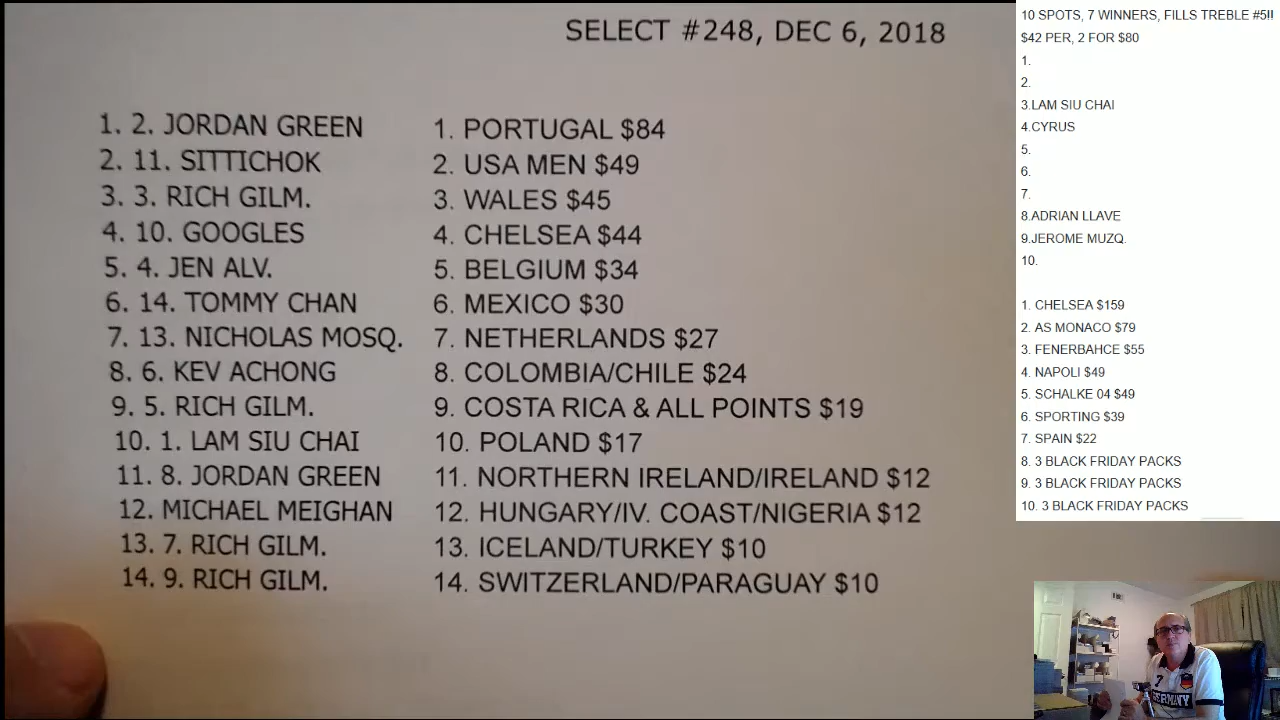 SELECT #248, DEC 6, 2018
1. 2. JORDAN GREEN
2. 11. SITTICHOK
3. 3. RICH GILM.
4. 10. GOOGLES
5. 4. JEN ALV.
6. 14. TOMMY CHAN
7. 13. NICHOLAS MOSQ.
8. 6. KEV ACHONG
9. 5. RICH GILM.
10. 1. LAM SIU CHAI
11. 8. JORDAN GREEN
12. MICHAEL MEIGHAN
13. 7. RICH GILM.
14. 9. RICH GILM.
1. PORTUGAL $84
2. USA MEN $49
3. WALES $45
4. CHELSEA $44
5. BELGIUM $34
6. MEXICO $30
7. NETHERLANDS $27
8. COLOMBIA/CHILE $24
9. COSTA RICA & ALL POINTS $19
10. POLAND $17
11. NORTHERN IRELAND/IRELAND $12
12. HUNGARY/IV. COAST/NIGERIA $12
13. ICELAND/TURKEY $10
14. SWITZERLAND/PARAGUAY $10
10 SPOTS, 7 WINNERS, FILLS TREBLE #5!!
$42 PER, 2 FOR $80
1.
2.
3.LAM SIU CHAI
4.CYRUS
5.
6.
7.
8.ADRIAN LLAVE
9.JEROME MUZQ.
10.
1. CHELSEA $159
2. AS MONACO $79
3. FENERBAHCE $55
4. NAPOLI $49
5. SCHALKE 04 $49
6. SPORTING $39
7. SPAIN $22
8. 3 BLACK FRIDAY PACKS
9. 3 BLACK FRIDAY PACKS
10. 3 BLACK FRIDAY PACKS
7
GERMANY